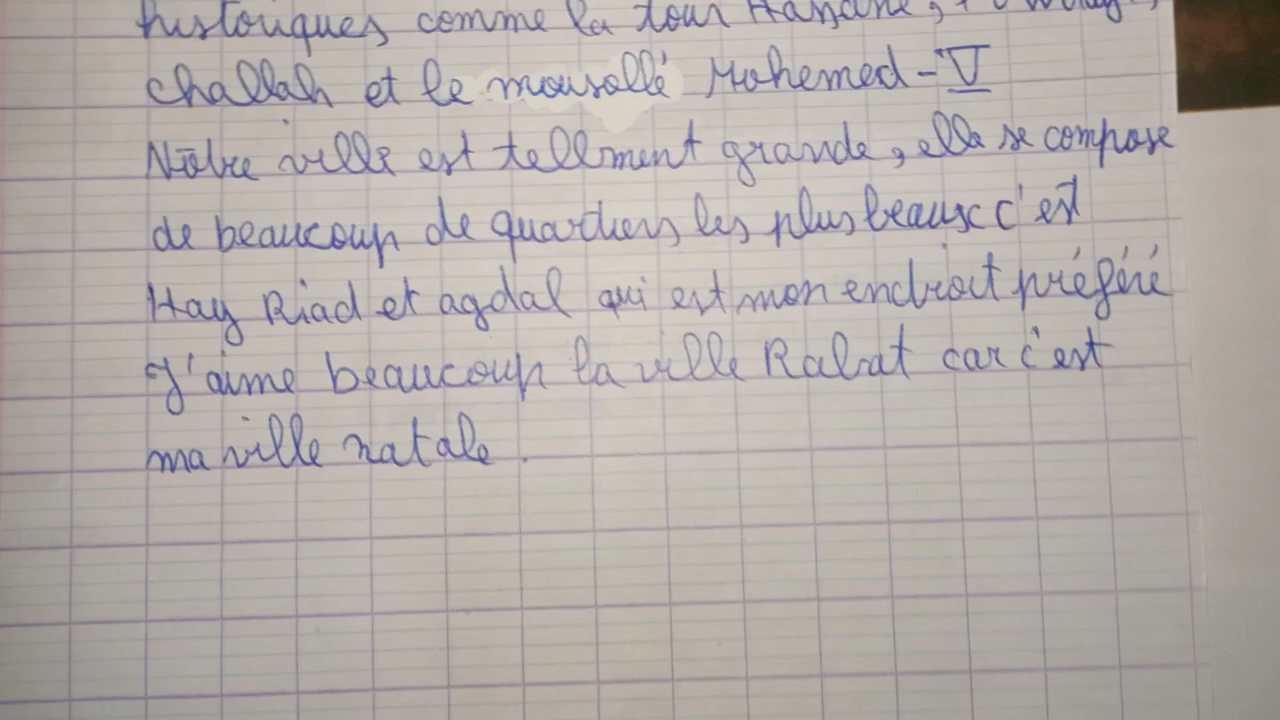 historiques comme la tour Hassane,
challah et le mousollé Mohemed-V
Nôtre ville est tellment grande, elle se compose
de beaucoup de quartiers les plus beaux c'est
Hay Riad et agdal qui est mon endroit préféré
J'aime beaucoup la ville Rabat car c'est
ma ville natale.